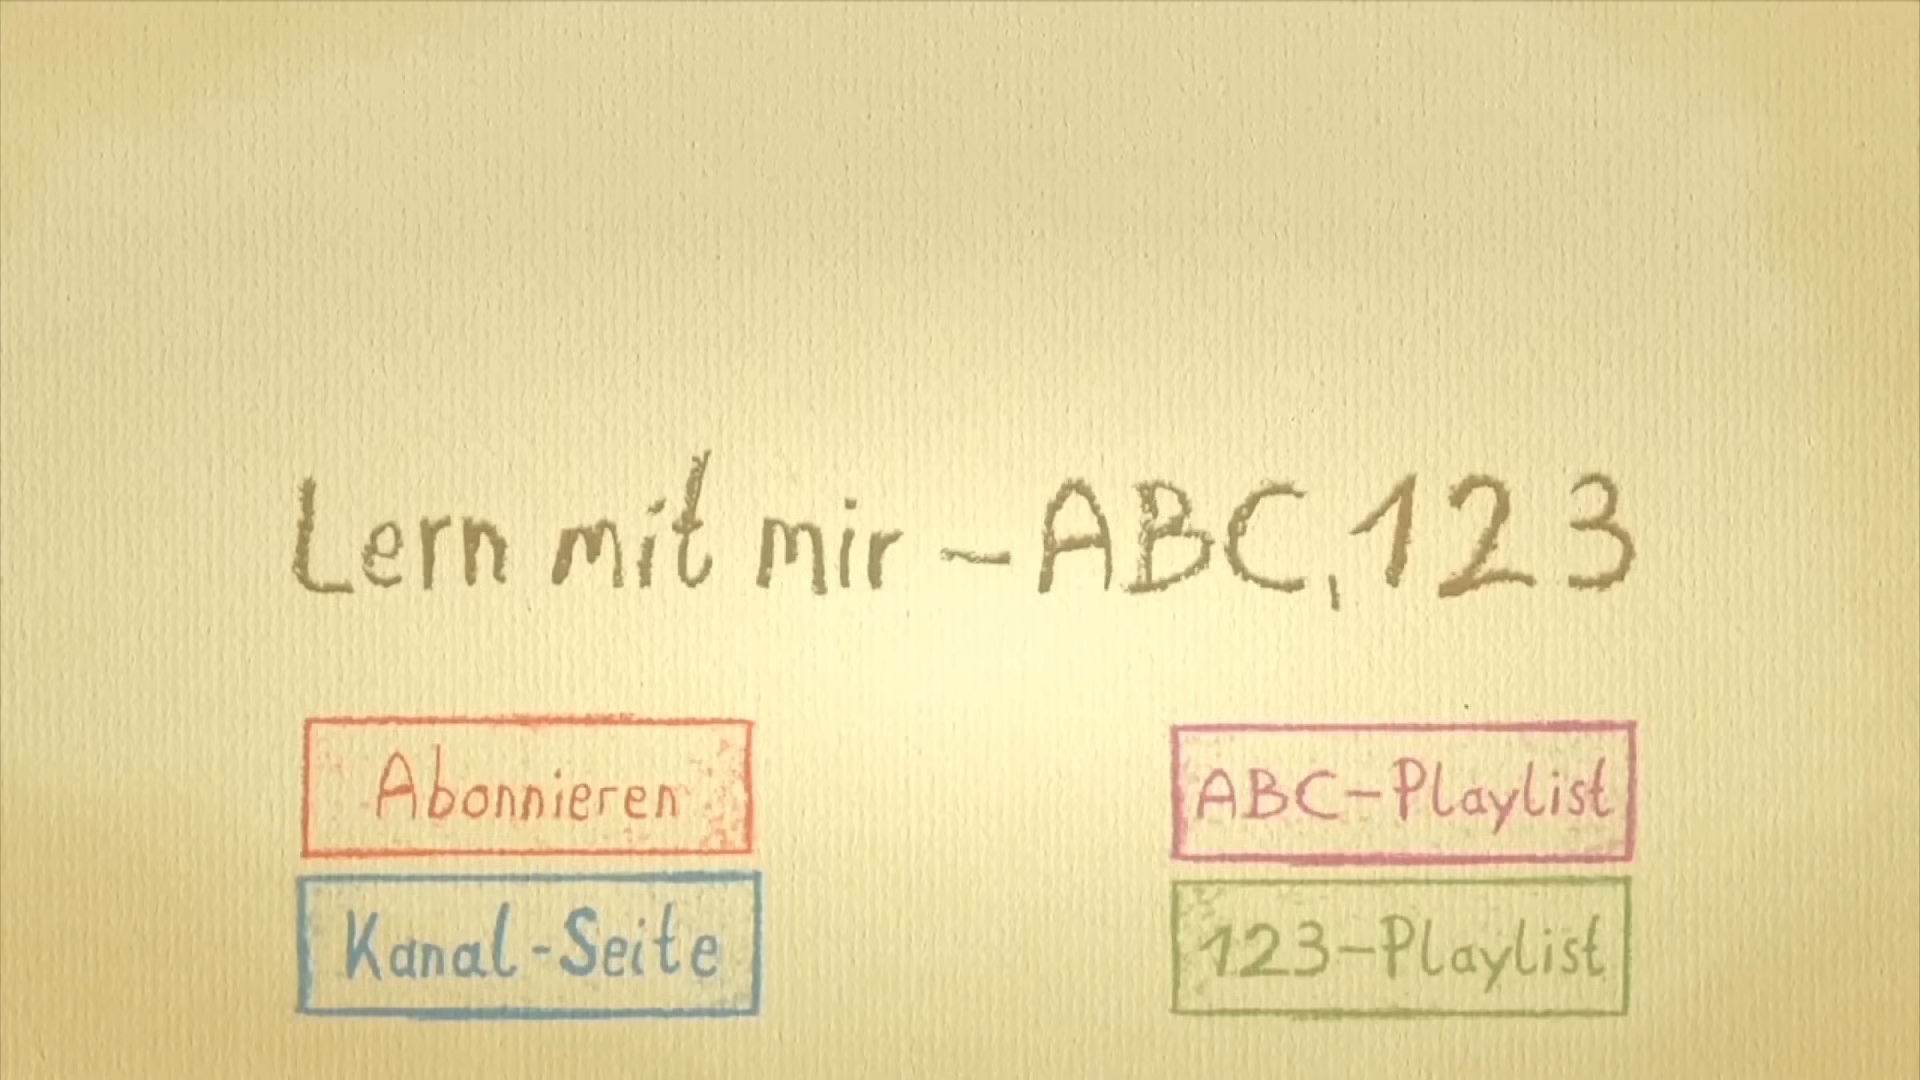 Lern mit mir – ABC, 123
Abonnieren
Kanal-Seite
ABC-Playlist
123-Playlist